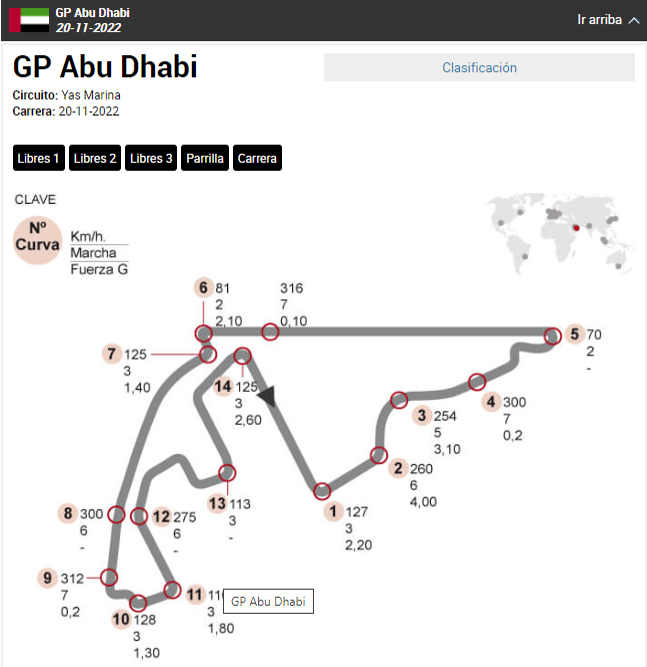 GP Abu Dhabi
20-11-2022
Ir arriba
GP Abu Dhabi
Clasificación
Circuito: Yas Marina
Carrera: 20-11-2022
Libres 1
Libres 2
Libres 3
Parrilla
Carrera
CLAVE
Nº
Curva
Km/h.
Marcha
Fuerza G
6 81
2
2,10
316
7
0,10
5 70
2
-
7 125
3
1,40
14 125
3
2,60
4 300
7
0,2
3 254
5
3,10
2 260
6
4,00
1 127
3
2,20
13 113
3
-
8 300
6
-
12 275
6
-
9 312
7
0,2
11
3
1,80
GP Abu Dhabi
10 128
3
1,30